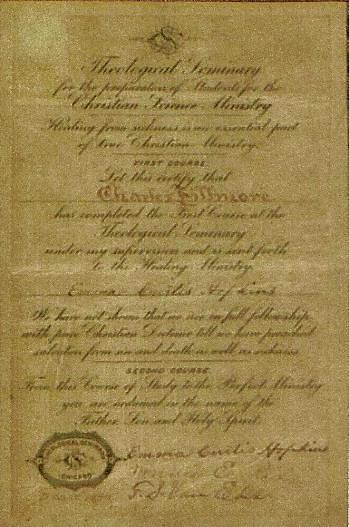 CSS
Theological Seminary
for the preparation of Students for the
Christian Science Ministry
Healing from sickness is an essential part
of true Christian Ministry.
FIRST COURSE
Let this certify that
Charles Fillmore
has completed the First Course at the
Theological Seminary
under my supervision and is sent forth
to the Healing Ministry.
Emma Curtis Hopkins
We have not shown that we are in full fellowship
with pure Christian Doctrine till we have preached
salvation from sin and death as well as sickness
SECOND COURSE
From this Course of Study to the Perfect Ministry
you are ordained in the name of the
Father Son and Holy Spirit.
CHICAGO
Emma Curtis Hopkins